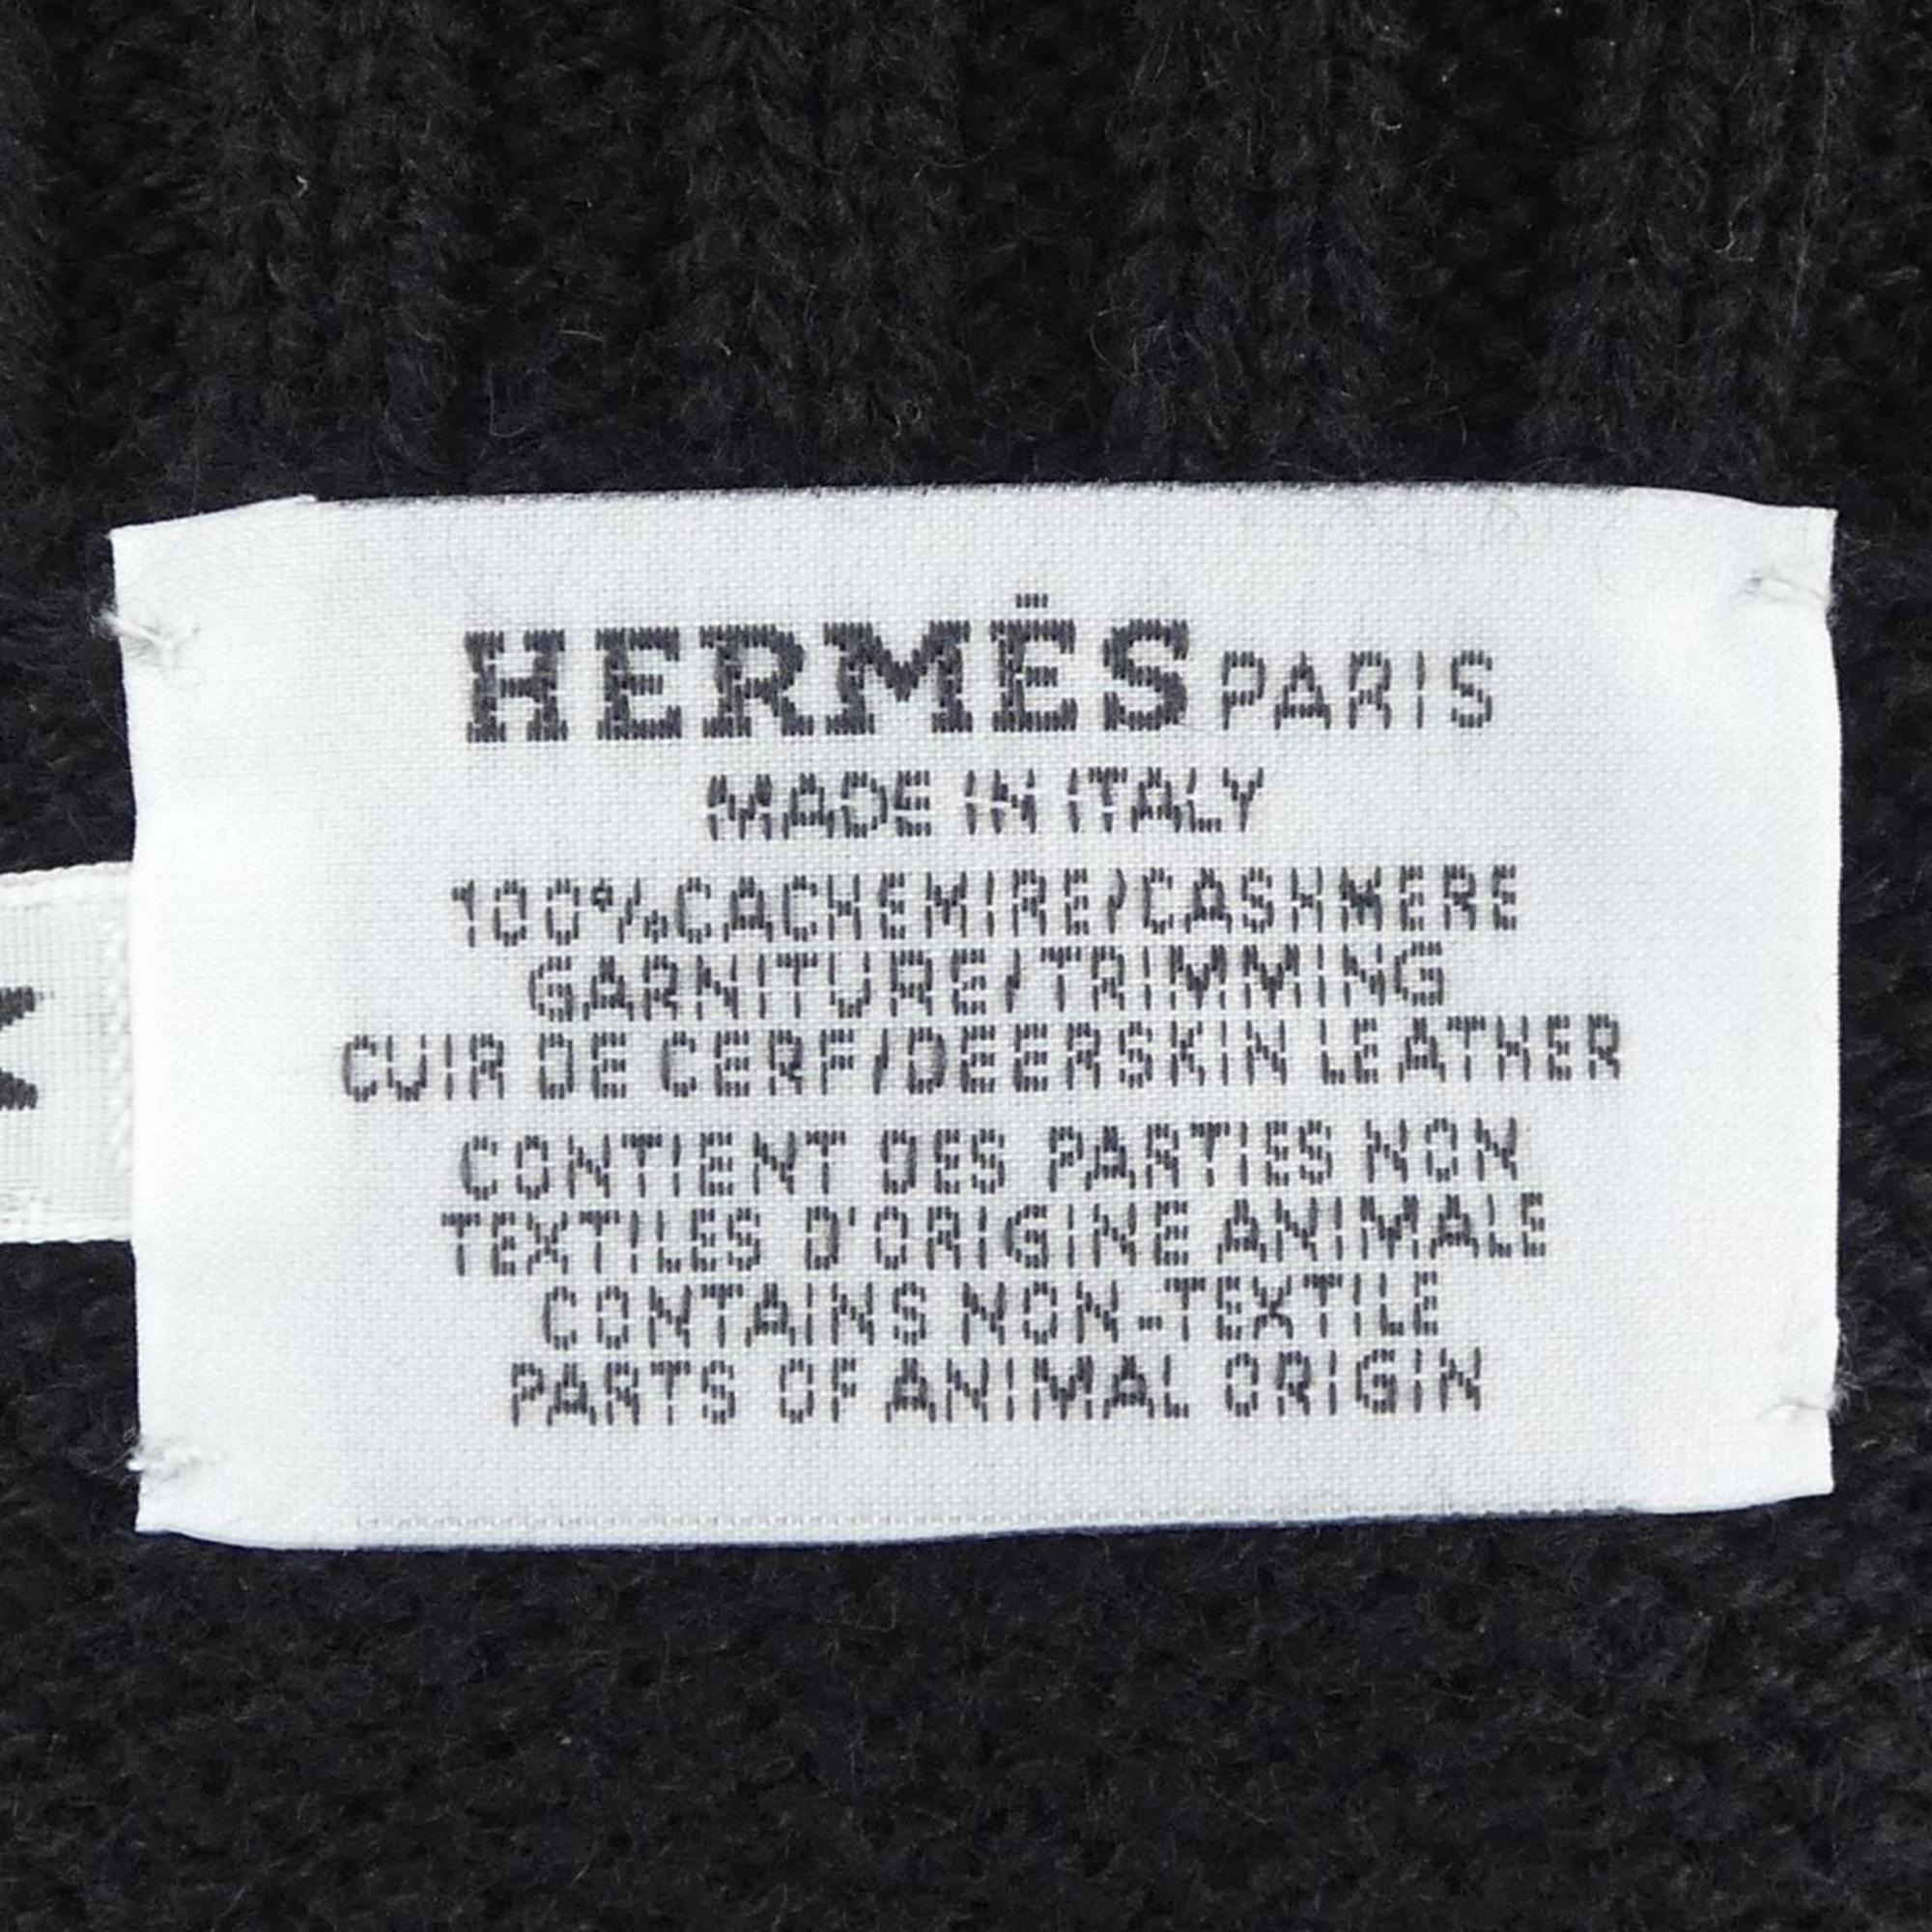 HERMÈS PARIS
MADE IN ITALY
100%CACHEMIRE/CASHMERE
GARNITURE/TRIMMING
CUIR DE CERF/DEERSKIN LEATHER
CONTIENT DES PARTIES NON
TEXTILES D'ORIGINE ANIMALE
CONTAINS NON-TEXTILE
PARTS OF ANIMAL ORIGIN